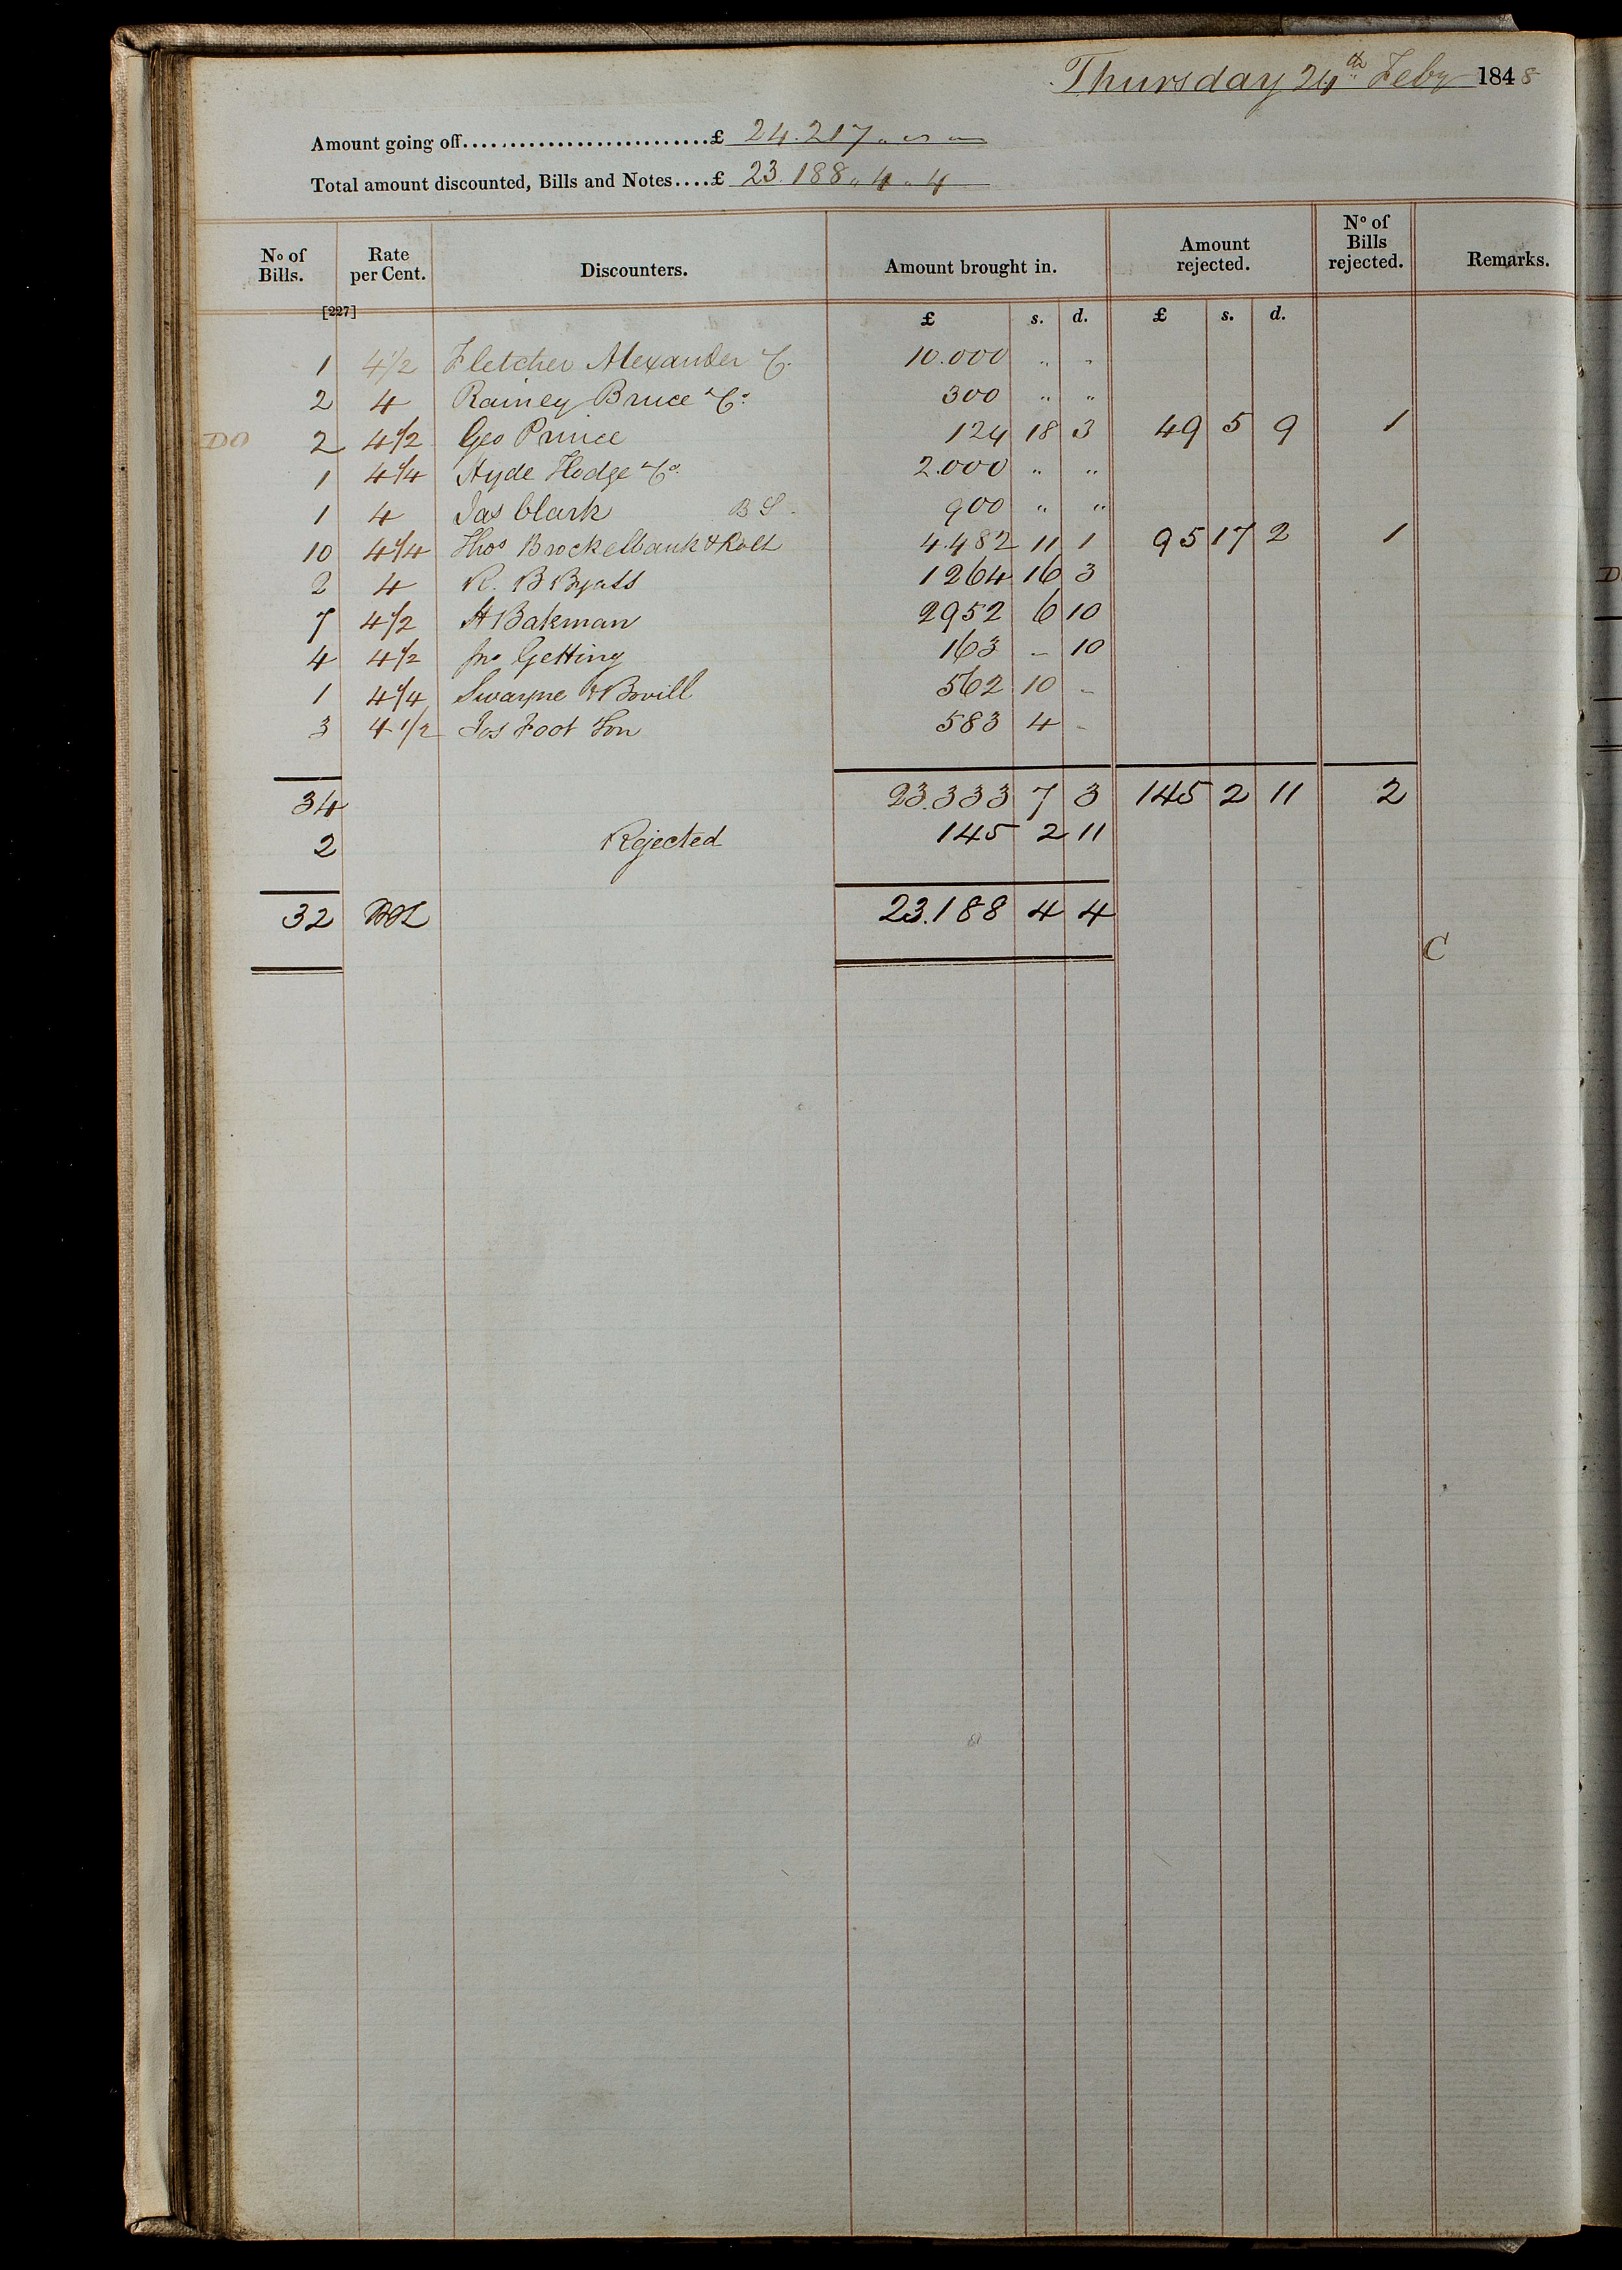 Thursday 24th Feby 1848
Amount going off..........................£ 24.217 " " "
Total amount discounted, Bills and Notes....£ 23.188 " 4 " 4
No of Bills. Rate per Cent. Discounters. Amount brought in. Amount rejected. No of Bills rejected. Remarks.
[227] £ s. d. £ s. d.
1 4 1/2 Fletcher Alexander & Co. 10.000 " "
2 4 Rainey Bruce & Co. 300 " "
DO 2 4 1/2 Geo Prince 124 18 3 49 5 9 1
1 4 1/4 Hyde Hodge & Co. 2.000 " "
1 4 Jas Clark B S. 900 " "
10 4 1/4 Thos Brockelbank & Rolt 4.482 11 1 95 17 2 1
2 4 R. B Byass 1264 16 3
7 4 1/2 A Bakman 2952 6 10
4 4 1/2 Jno Getting 163 – 10
1 4 1/4 Swayne & Bovill 562 10 –
3 4 1/2 Jos Foot Son 583 4 –
34 23.333 7 3 145 2 11 2
2 Rejected 145 2 11
32 23.188 4 4
C